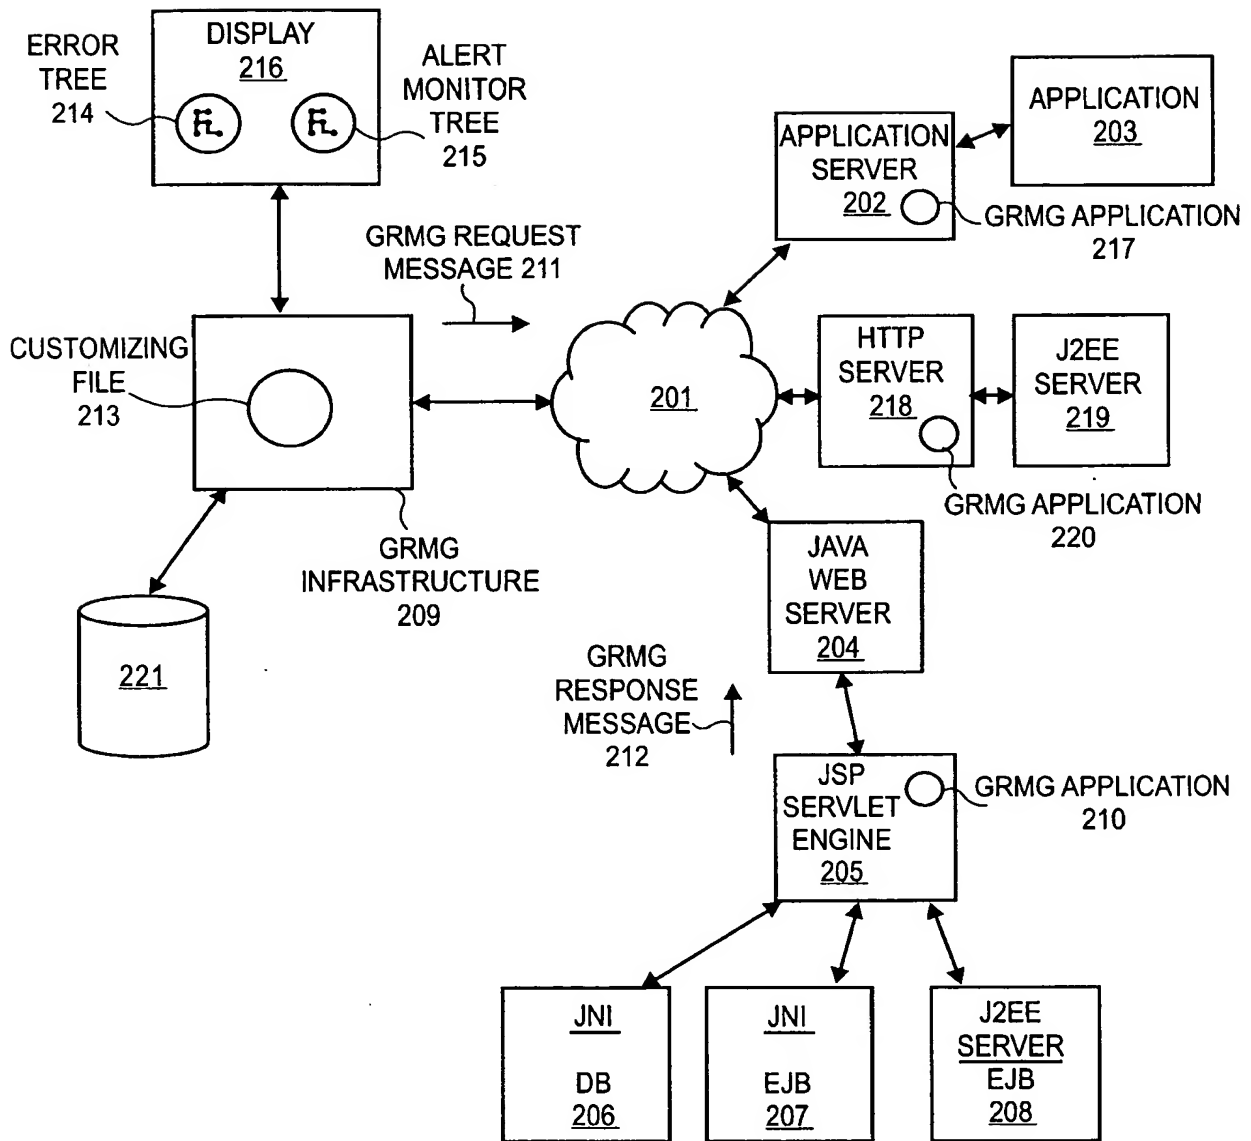 ERROR
TREE
214
DISPLAY
216
ALERT
MONITOR
TREE
215
APPLICATION
SERVER
202
APPLICATION
203
GRMG APPLICATION
217
GRMG REQUEST
MESSAGE 211
CUSTOMIZING
FILE
213
201
HTTP
SERVER
218
J2EE
SERVER
219
GRMG APPLICATION
220
GRMG
INFRASTRUCTURE
209
JAVA
WEB
SERVER
204
221
GRMG
RESPONSE
MESSAGE
212
JSP
SERVLET
ENGINE
205
GRMG APPLICATION
210
JNI
DB
206
JNI
EJB
207
J2EE
SERVER
EJB
208